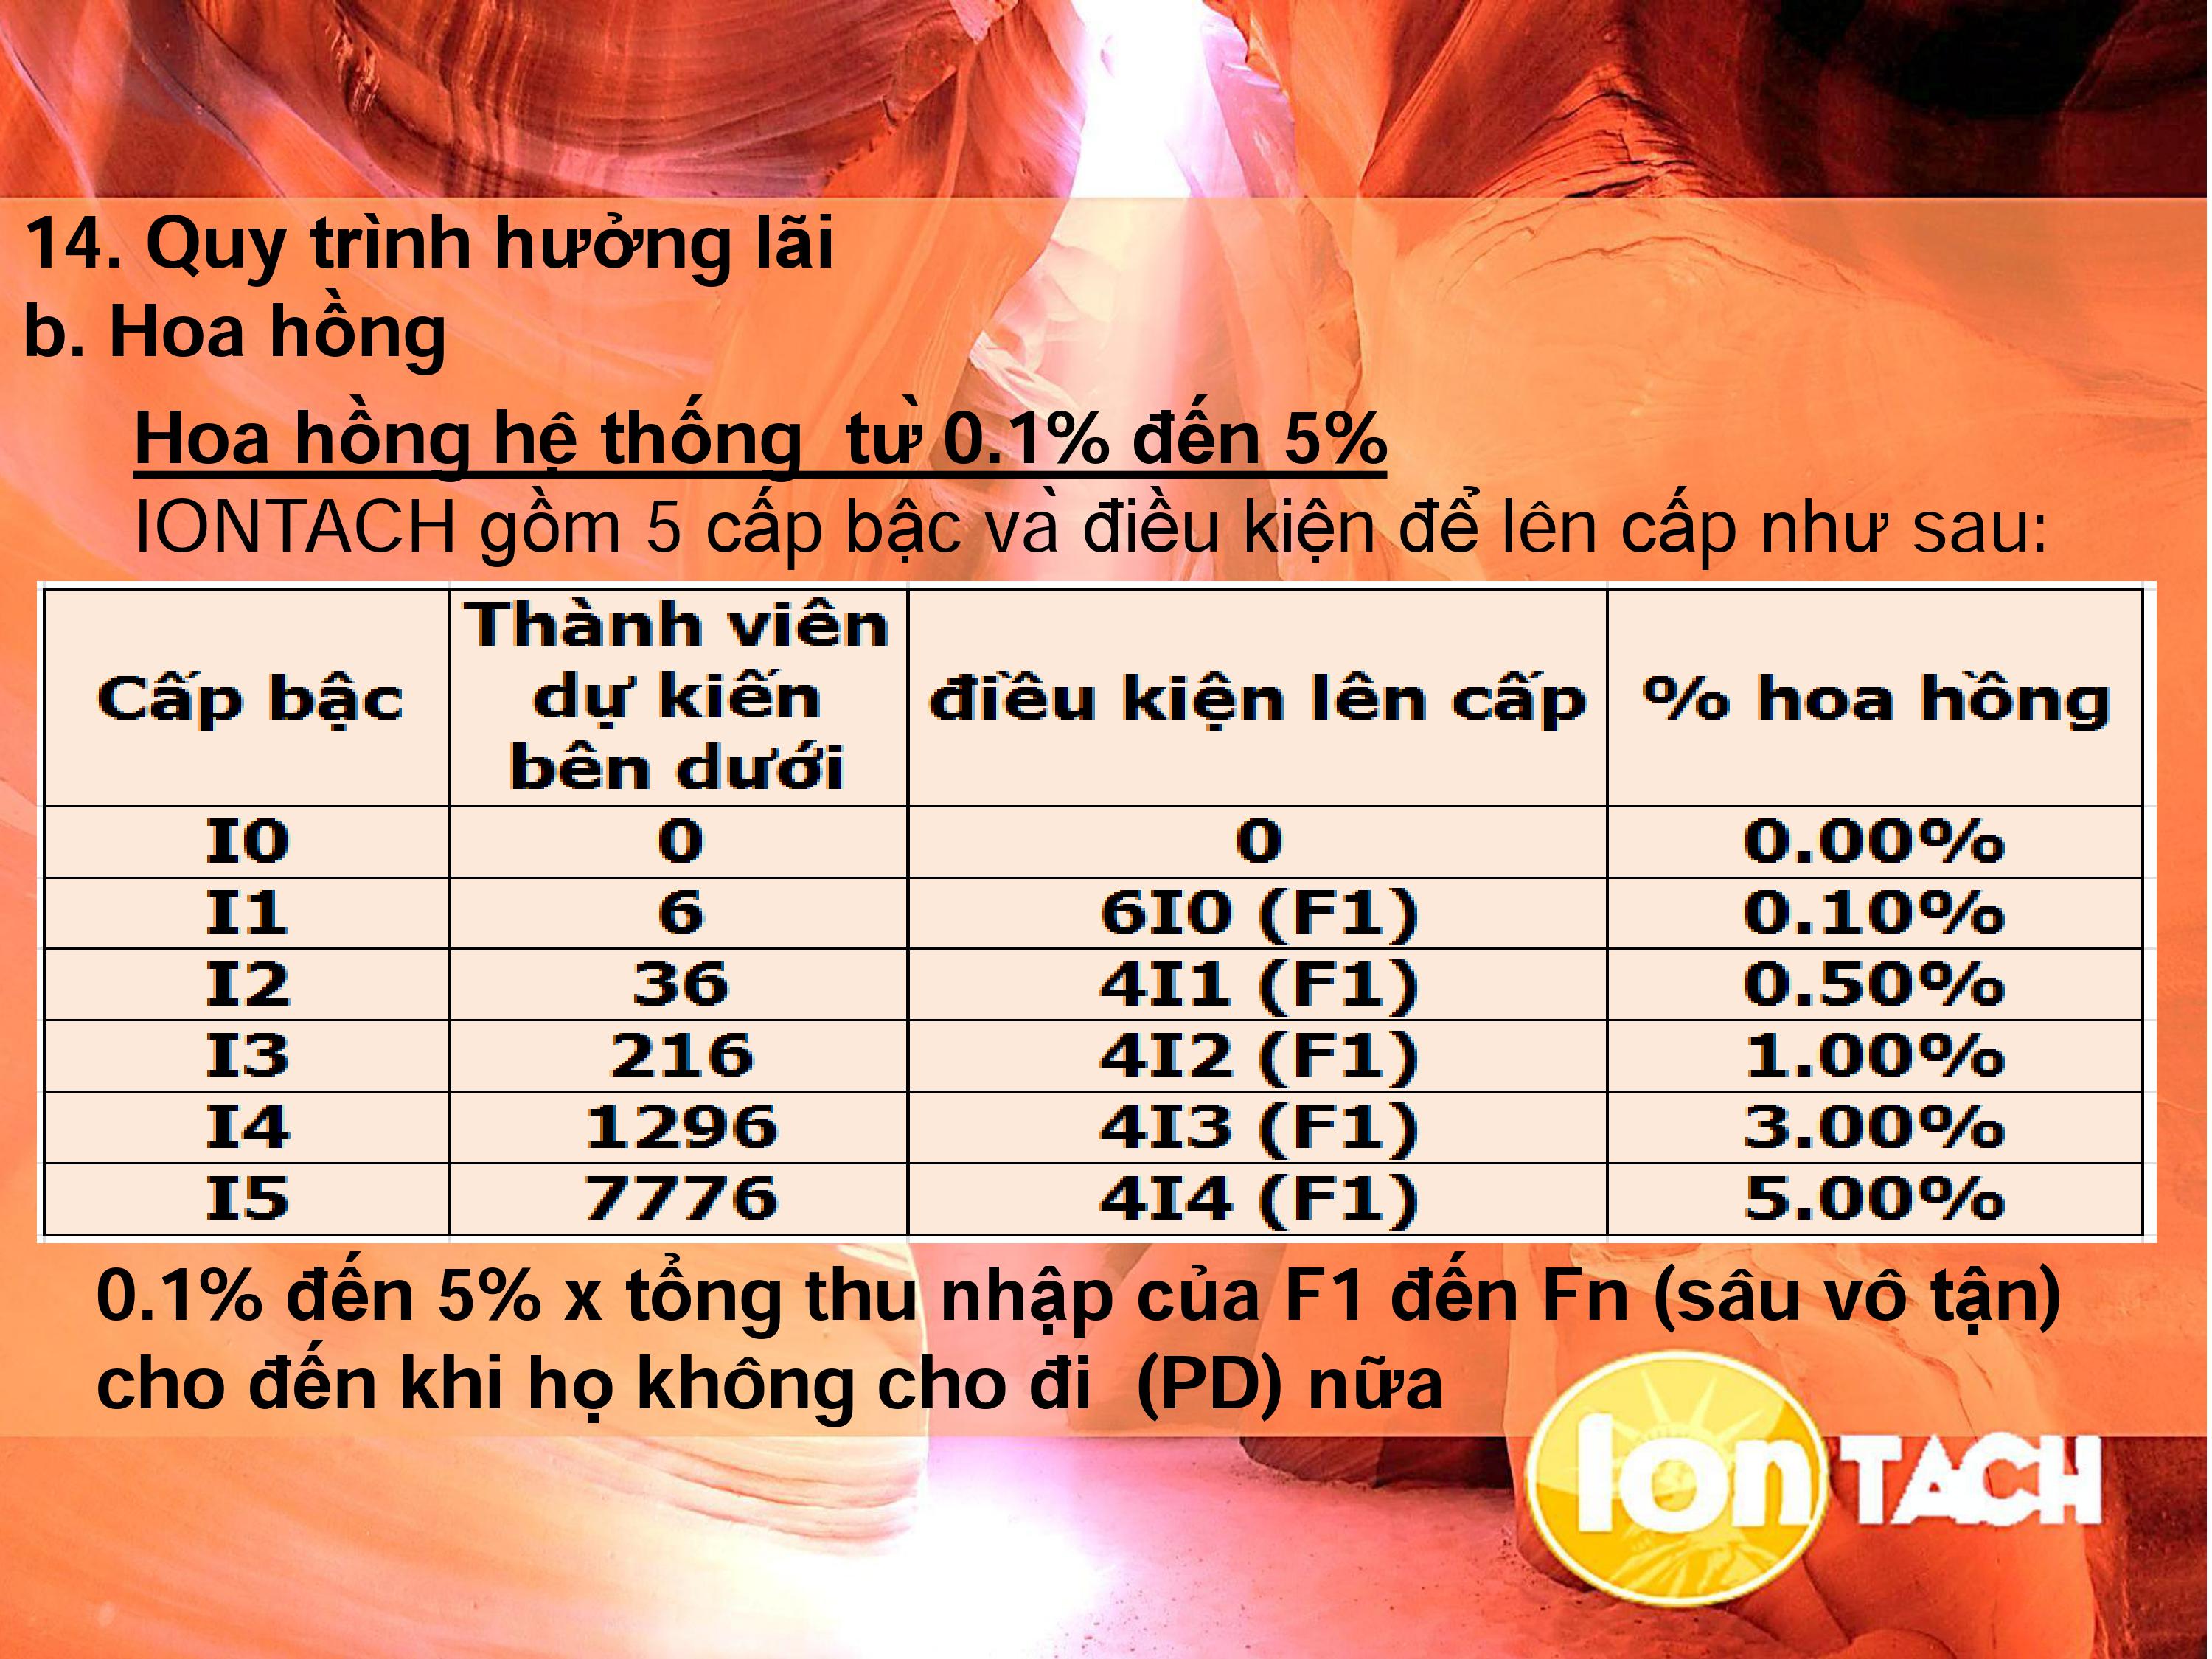 14. Quy trình hưởng lãi
b. Hoa hồng
Hoa hồng hệ thống từ 0.1% đến 5%
IONTACH gồm 5 cấp bậc và điều kiện để lên cấp như sau:
Cấp bậc Thành viên dự kiến bên dưới điều kiện lên cấp % hoa hồng
I0 0 0 0.00%
I1 6 6I0 (F1) 0.10%
I2 36 4I1 (F1) 0.50%
I3 216 4I2 (F1) 1.00%
I4 1296 4I3 (F1) 3.00%
I5 7776 4I4 (F1) 5.00%
0.1% đến 5% x tổng thu nhập của F1 đến Fn (sâu vô tận)
cho đến khi họ không cho đi (PD) nữa
Ion TACH